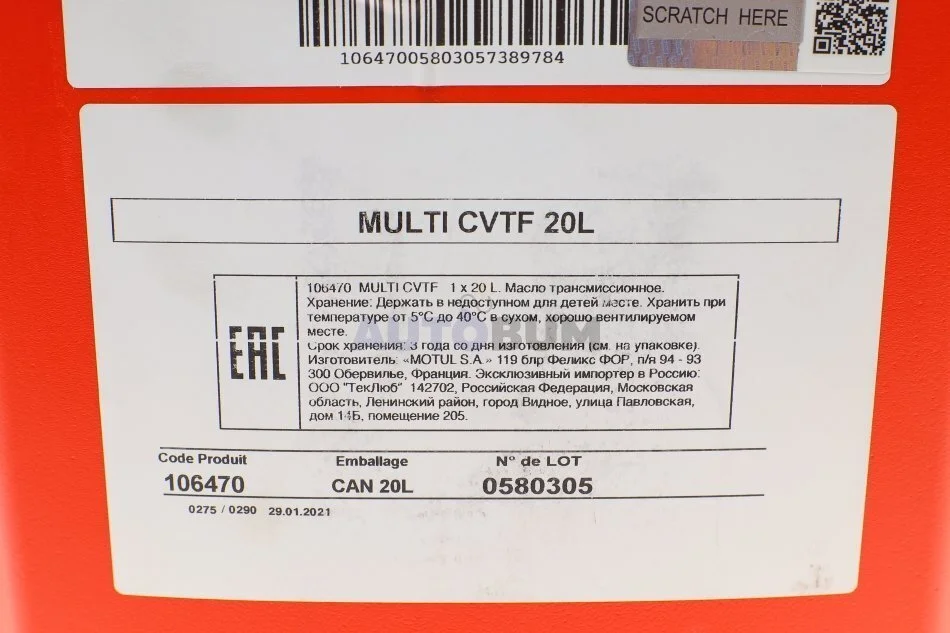 SCRATCH HERE
10647005803057389784
MULTI CVTF 20L
106470 MULTI CVTF 1 x 20 L. Масло трансмиссионное.
Хранение: Держать в недоступном для детей месте. Хранить при
температуре от 5°C до 40°C в сухом, хорошо вентилируемом
месте.
Срок хранения: 3 года со дня изготовления (см. на упаковке).
Изготовитель: «MOTUL S.A.» 119 блр Феликс ФОР, п/я 94 - 93
300 Обервилье, Франция. Эксклюзивный импортер в Россию:
ООО "ТекЛюб" 142702, Российская Федерация, Московская
область, Ленинский район, город Видное, улица Павловская,
дом 14Б, помещение 205.
EAC
AUTOBUM
Code Produit Emballage N° de LOT
106470 CAN 20L 0580305
0275 / 0290 29.01.2021